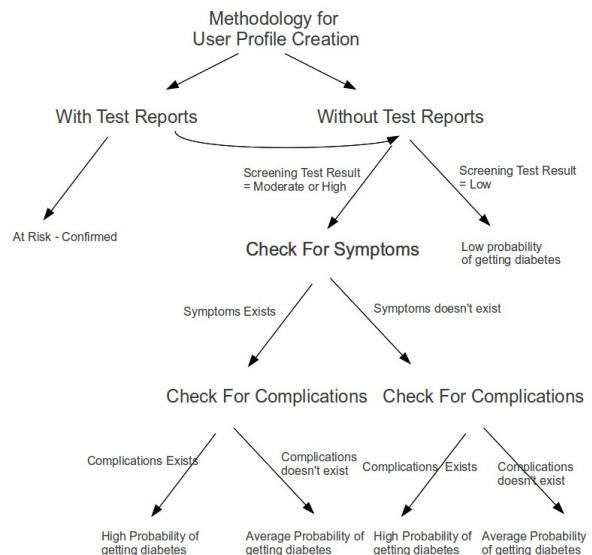 Methodology for
User Profile Creation
With Test Reports
Without Test Reports
Screening Test Result
= Moderate or High
Screening Test Result
= Low
At Risk - Confirmed
Check For Symptoms
Low probability
of getting diabetes
Symptoms Exists
Symptoms doesn't exist
Check For Complications
Check For Complications
Complications Exists
Complications
doesn't exist
Complications Exists
Complications
doesn't exist
High Probability of
getting diabetes
Average Probability of
getting diabetes
High Probability of
getting diabetes
Average Probability
of getting diabetes